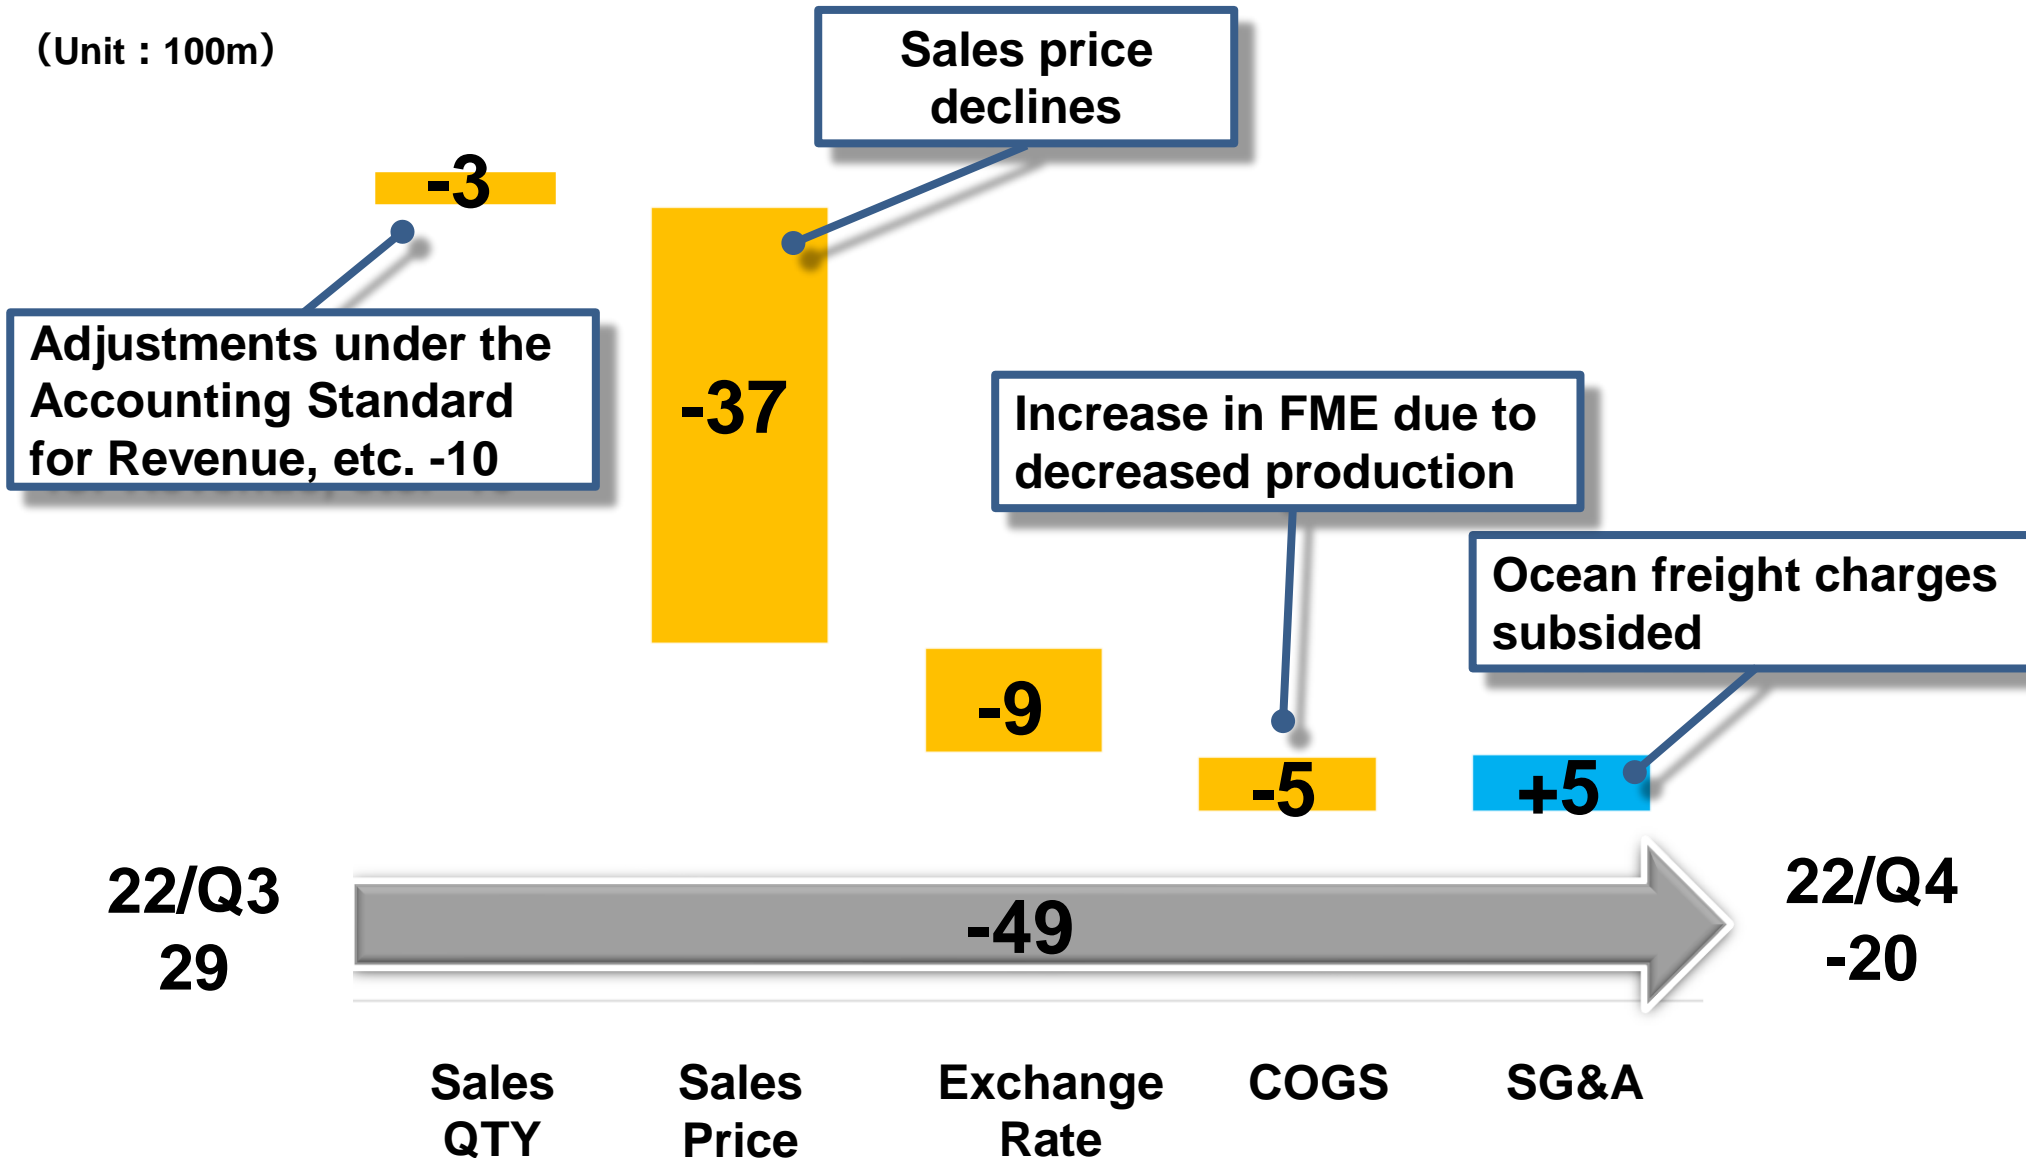 （Unit：100m）
Sales price
declines
-3
Adjustments under the
Accounting Standard
for Revenue, etc. -10
-37
Increase in FME due to
decreased production
Ocean freight charges
subsided
-9
-5
+5
22/Q3
29
-49
22/Q4
-20
Sales
QTY
Sales
Price
Exchange
Rate
COGS
SG&A